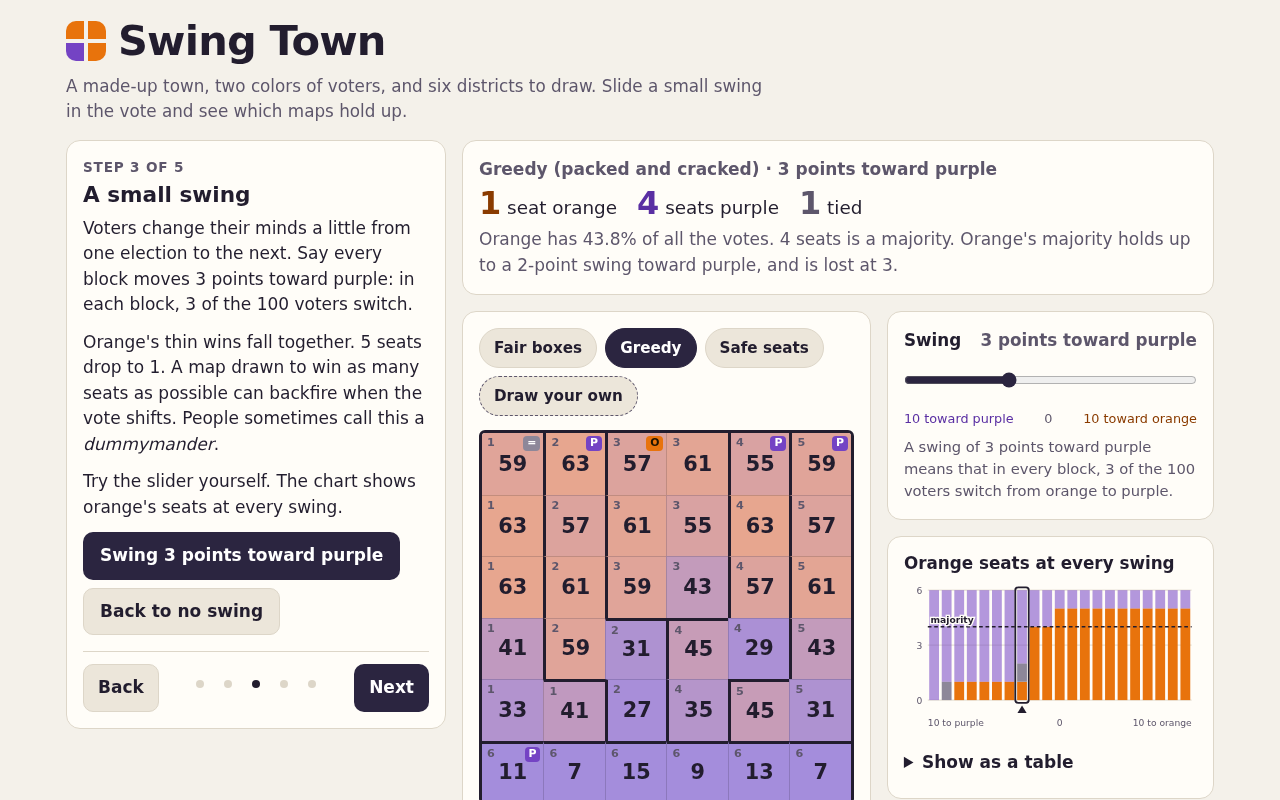 Swing Town
A made-up town, two colors of voters, and six districts to draw. Slide a small swing
in the vote and see which maps hold up.
STEP 3 OF 5
A small swing
Voters change their minds a little from
one election to the next. Say every
block moves 3 points toward purple: in
each block, 3 of the 100 voters switch.
Orange's thin wins fall together. 5 seats
drop to 1. A map drawn to win as many
seats as possible can backfire when the
vote shifts. People sometimes call this a
dummymander.
Try the slider yourself. The chart shows
orange's seats at every swing.
Swing 3 points toward purple
Back to no swing
Back
Next
Greedy (packed and cracked) · 3 points toward purple
1 seat orange 4 seats purple 1 tied
Orange has 43.8% of all the votes. 4 seats is a majority. Orange's majority holds up
to a 2-point swing toward purple, and is lost at 3.
Fair boxes
Greedy
Safe seats
Draw your own
1 = 2 P 3 O 3 4 P 5 P
59 63 57 61 55 59
1 2 3 3 4 5
63 57 61 55 63 57
1 2 3 3 4 5
63 61 59 43 57 61
1 2 2 4 4 5
41 59 31 45 29 43
1 1 2 4 5 5
33 41 27 35 45 31
6 P 6 6 6 6 6
11 7 15 9 13 7
Swing 3 points toward purple
10 toward purple 0 10 toward orange
A swing of 3 points toward purple
means that in every block, 3 of the 100
voters switch from orange to purple.
Orange seats at every swing
6
majority
3
0
10 to purple 0 10 to orange
Show as a table